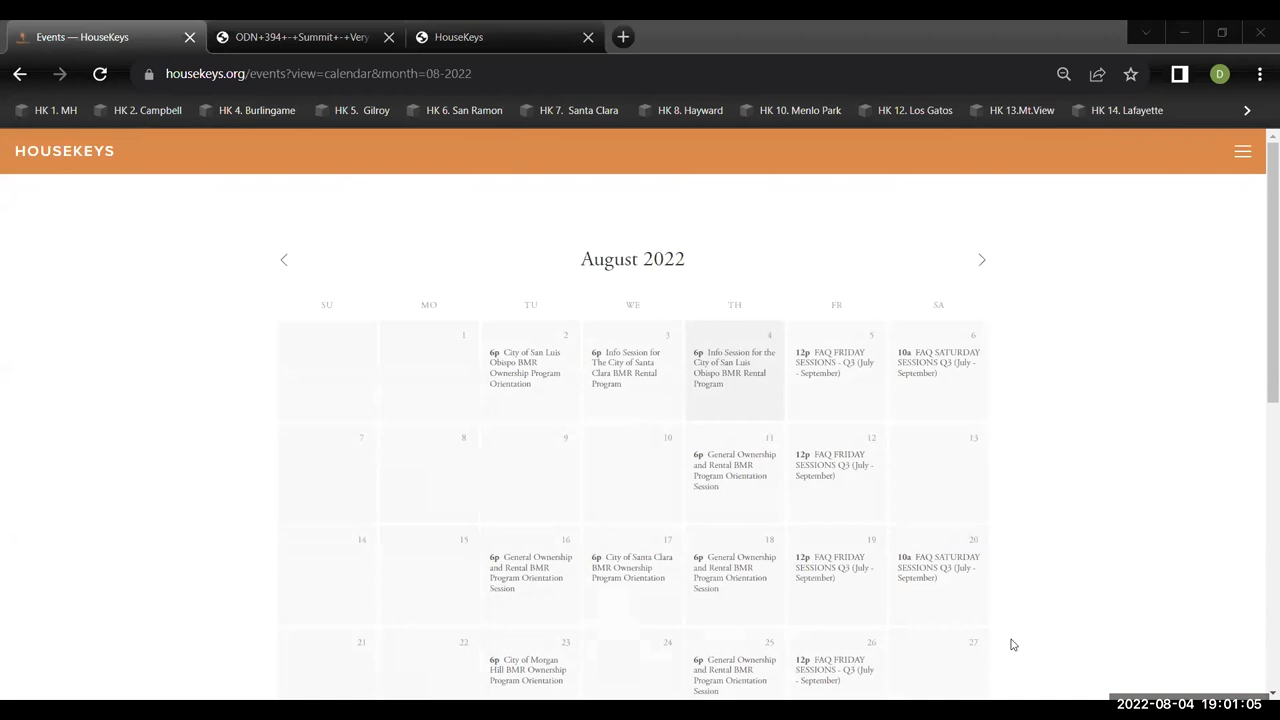 Events — HouseKeys
ODN+394+-+Summit+-+Very
HouseKeys
housekeys.org/events?view=calendar&month=08-2022
D
HK 1. MH
HK 2. Campbell
HK 4. Burlingame
HK 5. Gilroy
HK 6. San Ramon
HK 7. Santa Clara
HK 8. Hayward
HK 10. Menlo Park
HK 12. Los Gatos
HK 13.Mt.View
HK 14. Lafayette
HOUSEKEYS
August 2022
SU MO TU WE TH FR SA
1
2
6p City of San Luis
Obispo BMR
Ownership Program
Orientation
3
6p Info Session for
The City of Santa
Clara BMR Rental
Program
4
6p Info Session for the
City of San Luis
Obispo BMR Rental
Program
5
12p FAQ FRIDAY
SESSIONS - Q3 (July
- September)
6
10a FAQ SATURDAY
SESSIONS Q3 (July -
September)
7
8
9
10
11
6p General Ownership
and Rental BMR
Program Orientation
Session
12
12p FAQ FRIDAY
SESSIONS Q3 (July -
September)
13
14
15
16
6p General Ownership
and Rental BMR
Program Orientation
Session
17
6p City of Santa Clara
BMR Ownership
Program Orientation
18
6p General Ownership
and Rental BMR
Program Orientation
Session
19
12p FAQ FRIDAY
SESSIONS Q3 (July -
September)
20
10a FAQ SATURDAY
SESSIONS Q3 (July -
September)
21
22
23
6p City of Morgan
Hill BMR Ownership
Program Orientation
24
25
6p General Ownership
and Rental BMR
Program Orientation
Session
26
12p FAQ FRIDAY
SESSIONS - Q3 (July
- September)
27
2022-08-04 19:01:05